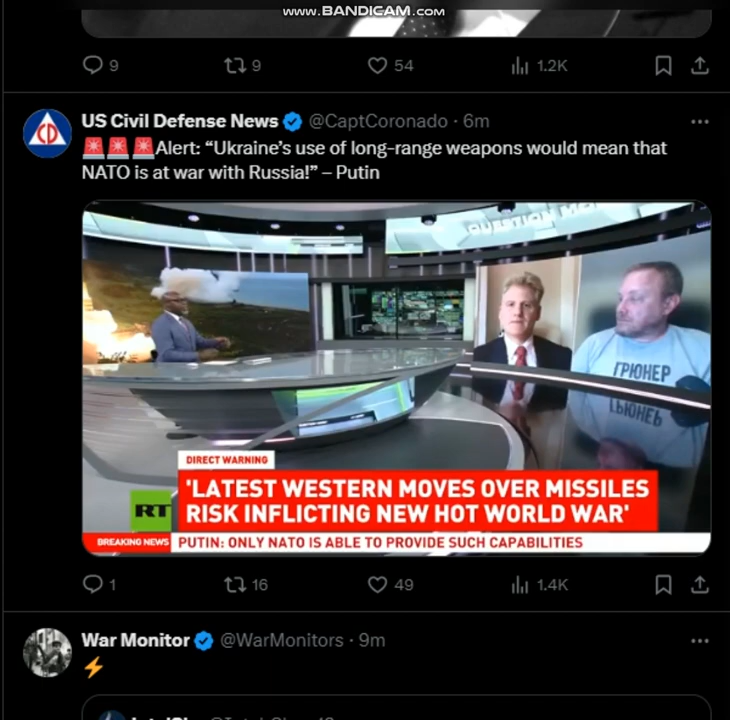 WWW.BANDICAM.COM
9 9 54 1.2K
CD
US Civil Defense News @CaptCoronado · 6m
🚨🚨🚨Alert: “Ukraine’s use of long-range weapons would mean that
NATO is at war with Russia!” – Putin
ГРЮНЕР
DIRECT WARNING
'LATEST WESTERN MOVES OVER MISSILES
RISK INFLICTING NEW HOT WORLD WAR'
RT
BREAKING NEWS PUTIN: ONLY NATO IS ABLE TO PROVIDE SUCH CAPABILITIES
1 16 49 1.4K
War Monitor @WarMonitors · 9m
⚡